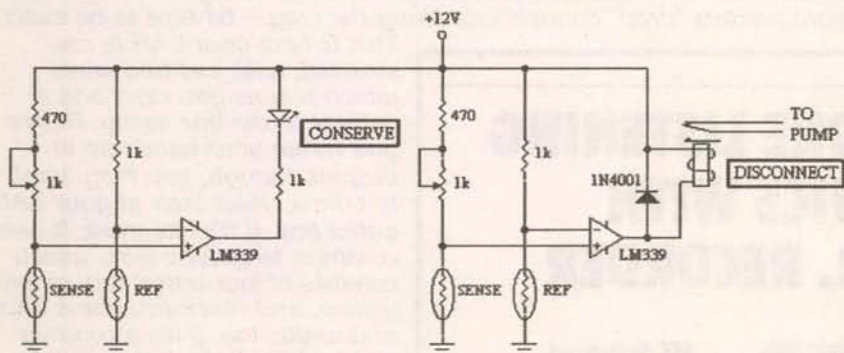 +12V
470
1k
1k
CONSERVE
1k
LM339
SENSE
REF
470
1k
1k
1N4001
TO
PUMP
DISCONNECT
LM339
SENSE
REF